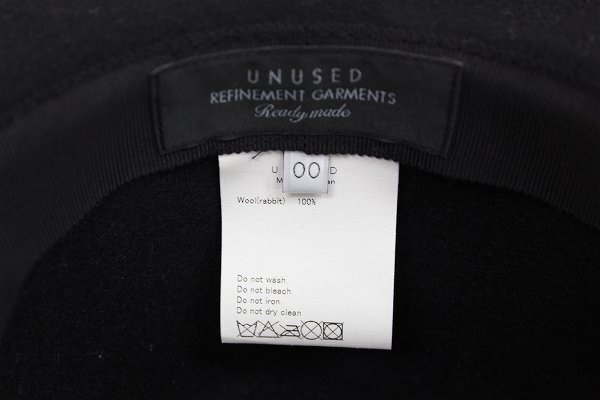 UNUSED
REFINEMENT GARMENTS
Ready made
00
Wool(rabbit) 100%
Do not wash.
Do not bleach.
Do not iron.
Do not dry clean